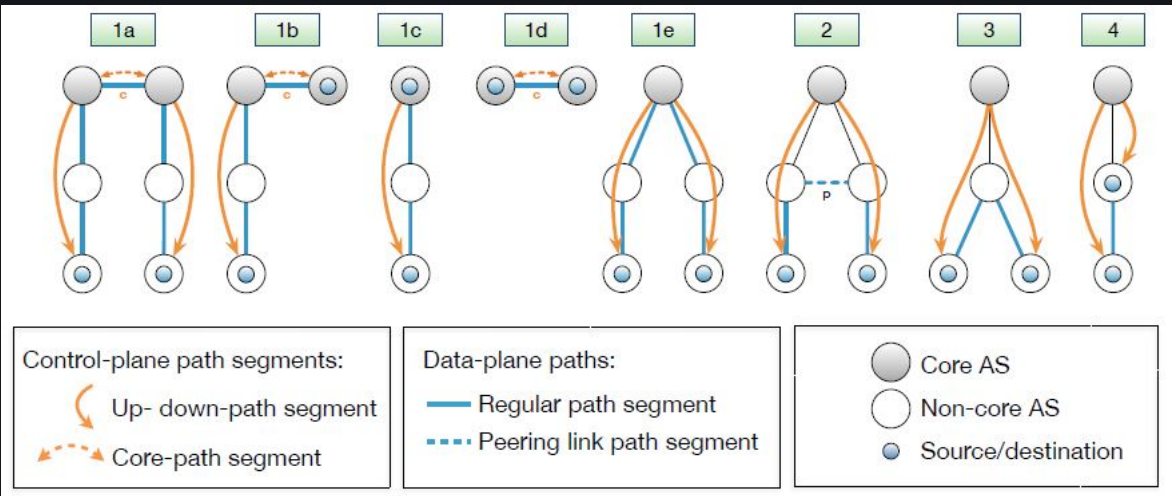 1a 1b 1c 1d 1e 2 3 4
c c c
p
Control-plane path segments:
Up- down-path segment
Core-path segment
Data-plane paths:
Regular path segment
Peering link path segment
Core AS
Non-core AS
Source/destination